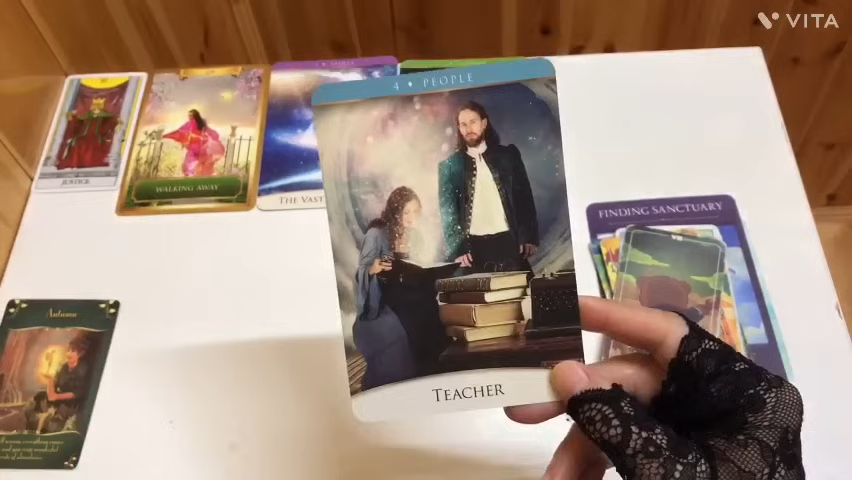 VITA
4 ♦ PEOPLE
JUSTICE
WALKING AWAY
THE VAST
FINDING SANCTUARY
Autumn
TEACHER